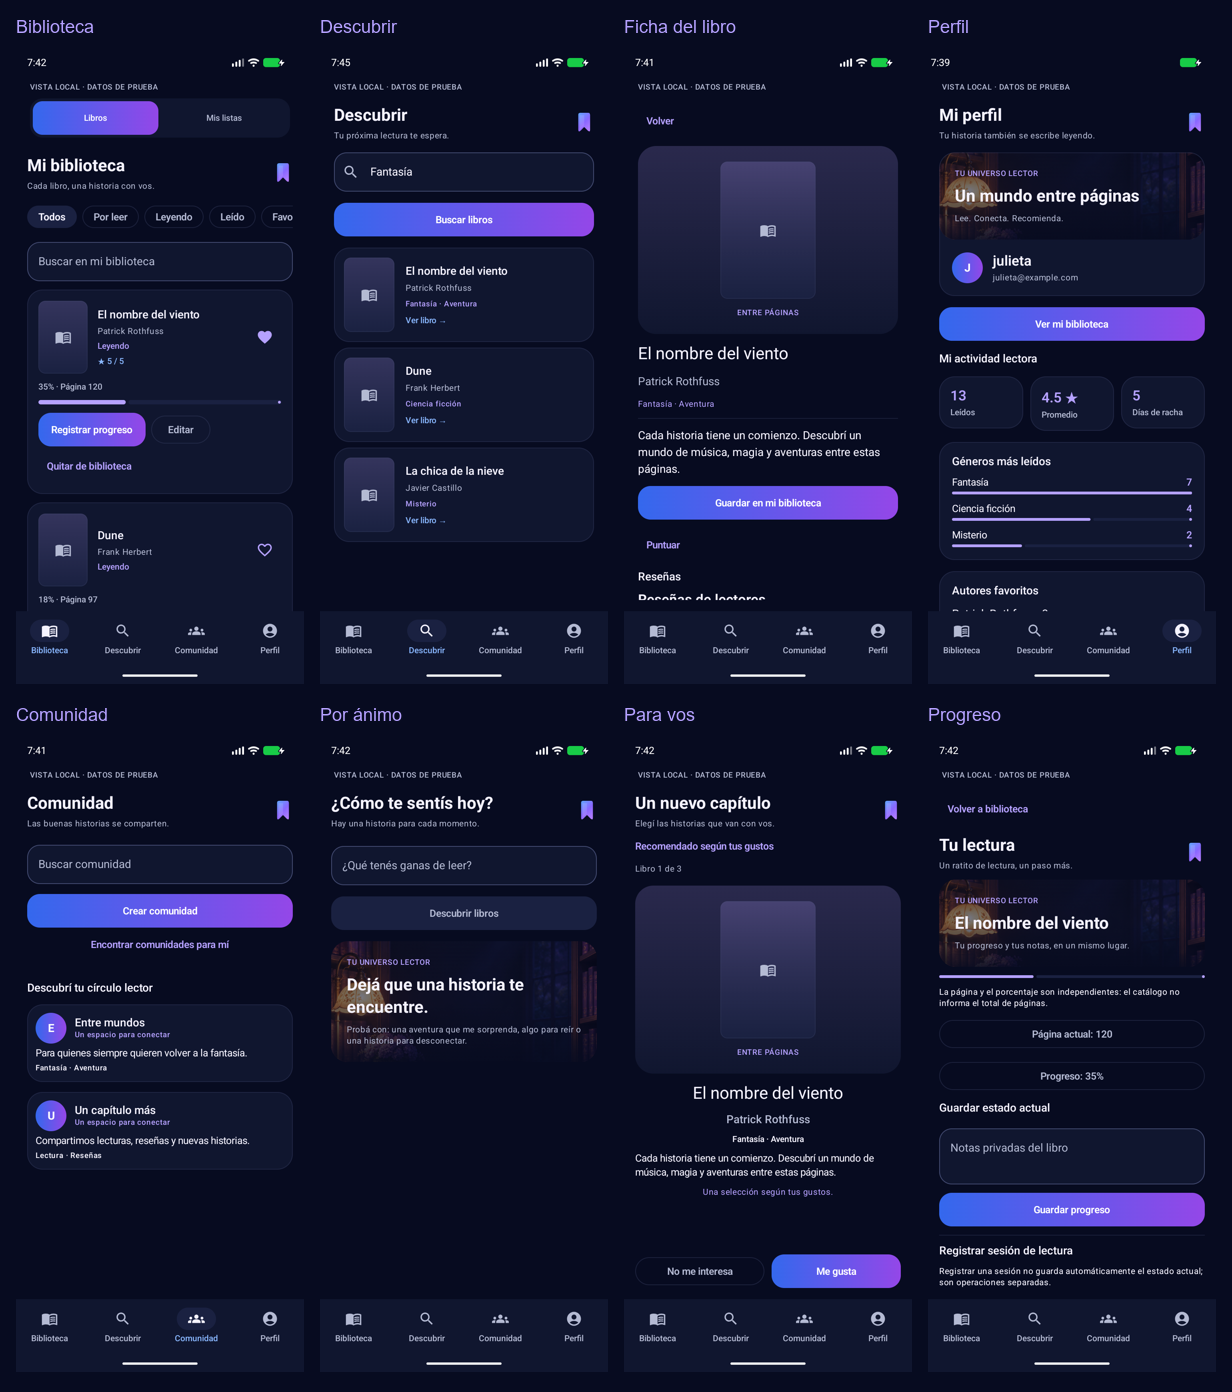 Biblioteca
7:42
VISTA LOCAL · DATOS DE PRUEBA
Libros
Mis listas
Mi biblioteca
Cada libro, una historia con vos.
Todos
Por leer
Leyendo
Leído
Favo
Buscar en mi biblioteca
El nombre del viento
Patrick Rothfuss
Leyendo
★ 5 / 5
35% · Página 120
Registrar progreso
Editar
Quitar de biblioteca
Dune
Frank Herbert
Leyendo
18% · Página 97
Biblioteca
Descubrir
Comunidad
Perfil
Descubrir
7:45
VISTA LOCAL · DATOS DE PRUEBA
Descubrir
Tu próxima lectura te espera.
Fantasía
Buscar libros
El nombre del viento
Patrick Rothfuss
Fantasía · Aventura
Ver libro →
Dune
Frank Herbert
Ciencia ficción
Ver libro →
La chica de la nieve
Javier Castillo
Misterio
Ver libro →
Biblioteca
Descubrir
Comunidad
Perfil
Ficha del libro
7:41
VISTA LOCAL · DATOS DE PRUEBA
Volver
ENTRE PÁGINAS
El nombre del viento
Patrick Rothfuss
Fantasía · Aventura
Cada historia tiene un comienzo. Descubrí un
mundo de música, magia y aventuras entre estas
páginas.
Guardar en mi biblioteca
Puntuar
Reseñas
Reseñas de lectores
Biblioteca
Descubrir
Comunidad
Perfil
Perfil
7:39
VISTA LOCAL · DATOS DE PRUEBA
Mi perfil
Tu historia también se escribe leyendo.
TU UNIVERSO LECTOR
Un mundo entre páginas
Lee. Conecta. Recomienda.
J
julieta
julieta@example.com
Ver mi biblioteca
Mi actividad lectora
13
Leídos
4.5 ★
Promedio
5
Días de racha
Géneros más leídos
Fantasía 7
Ciencia ficción 4
Misterio 2
Autores favoritos
Biblioteca
Descubrir
Comunidad
Perfil
Comunidad
7:41
VISTA LOCAL · DATOS DE PRUEBA
Comunidad
Las buenas historias se comparten.
Buscar comunidad
Crear comunidad
Encontrar comunidades para mí
Descubrí tu círculo lector
E
Entre mundos
Un espacio para conectar
Para quienes siempre quieren volver a la fantasía.
Fantasía · Aventura
U
Un capítulo más
Un espacio para conectar
Compartimos lecturas, reseñas y nuevas historias.
Lectura · Reseñas
Biblioteca
Descubrir
Comunidad
Perfil
Por ánimo
7:42
VISTA LOCAL · DATOS DE PRUEBA
¿Cómo te sentís hoy?
Hay una historia para cada momento.
¿Qué tenés ganas de leer?
Descubrir libros
TU UNIVERSO LECTOR
Dejá que una historia te
encuentre.
Probá con: una aventura que me sorprenda, algo para reír o
una historia para desconectar.
Biblioteca
Descubrir
Comunidad
Perfil
Para vos
7:42
VISTA LOCAL · DATOS DE PRUEBA
Un nuevo capítulo
Elegí las historias que van con vos.
Recomendado según tus gustos
Libro 1 de 3
ENTRE PÁGINAS
El nombre del viento
Patrick Rothfuss
Fantasía · Aventura
Cada historia tiene un comienzo. Descubrí un mundo de
música, magia y aventuras entre estas páginas.
Una selección según tus gustos.
No me interesa
Me gusta
Biblioteca
Descubrir
Comunidad
Perfil
Progreso
7:42
VISTA LOCAL · DATOS DE PRUEBA
Volver a biblioteca
Tu lectura
Un ratito de lectura, un paso más.
TU UNIVERSO LECTOR
El nombre del viento
Tu progreso y tus notas, en un mismo lugar.
La página y el porcentaje son independientes: el catálogo no
informa el total de páginas.
Página actual: 120
Progreso: 35%
Guardar estado actual
Notas privadas del libro
Guardar progreso
Registrar sesión de lectura
Registrar una sesión no guarda automáticamente el estado actual;
son operaciones separadas.
Biblioteca
Descubrir
Comunidad
Perfil